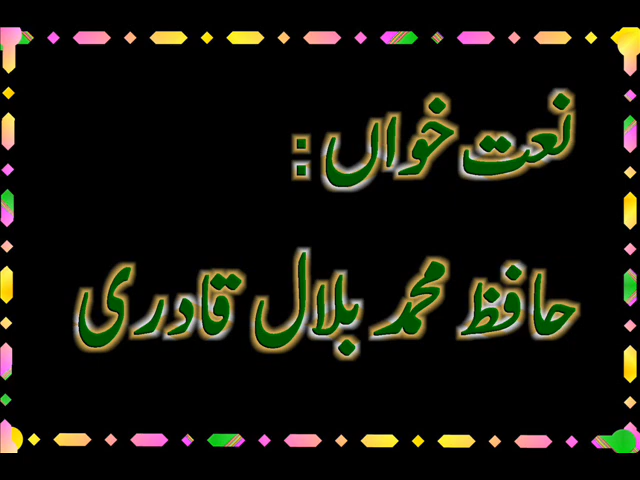 نعت خواں :
حافظ محمد بلال قادری